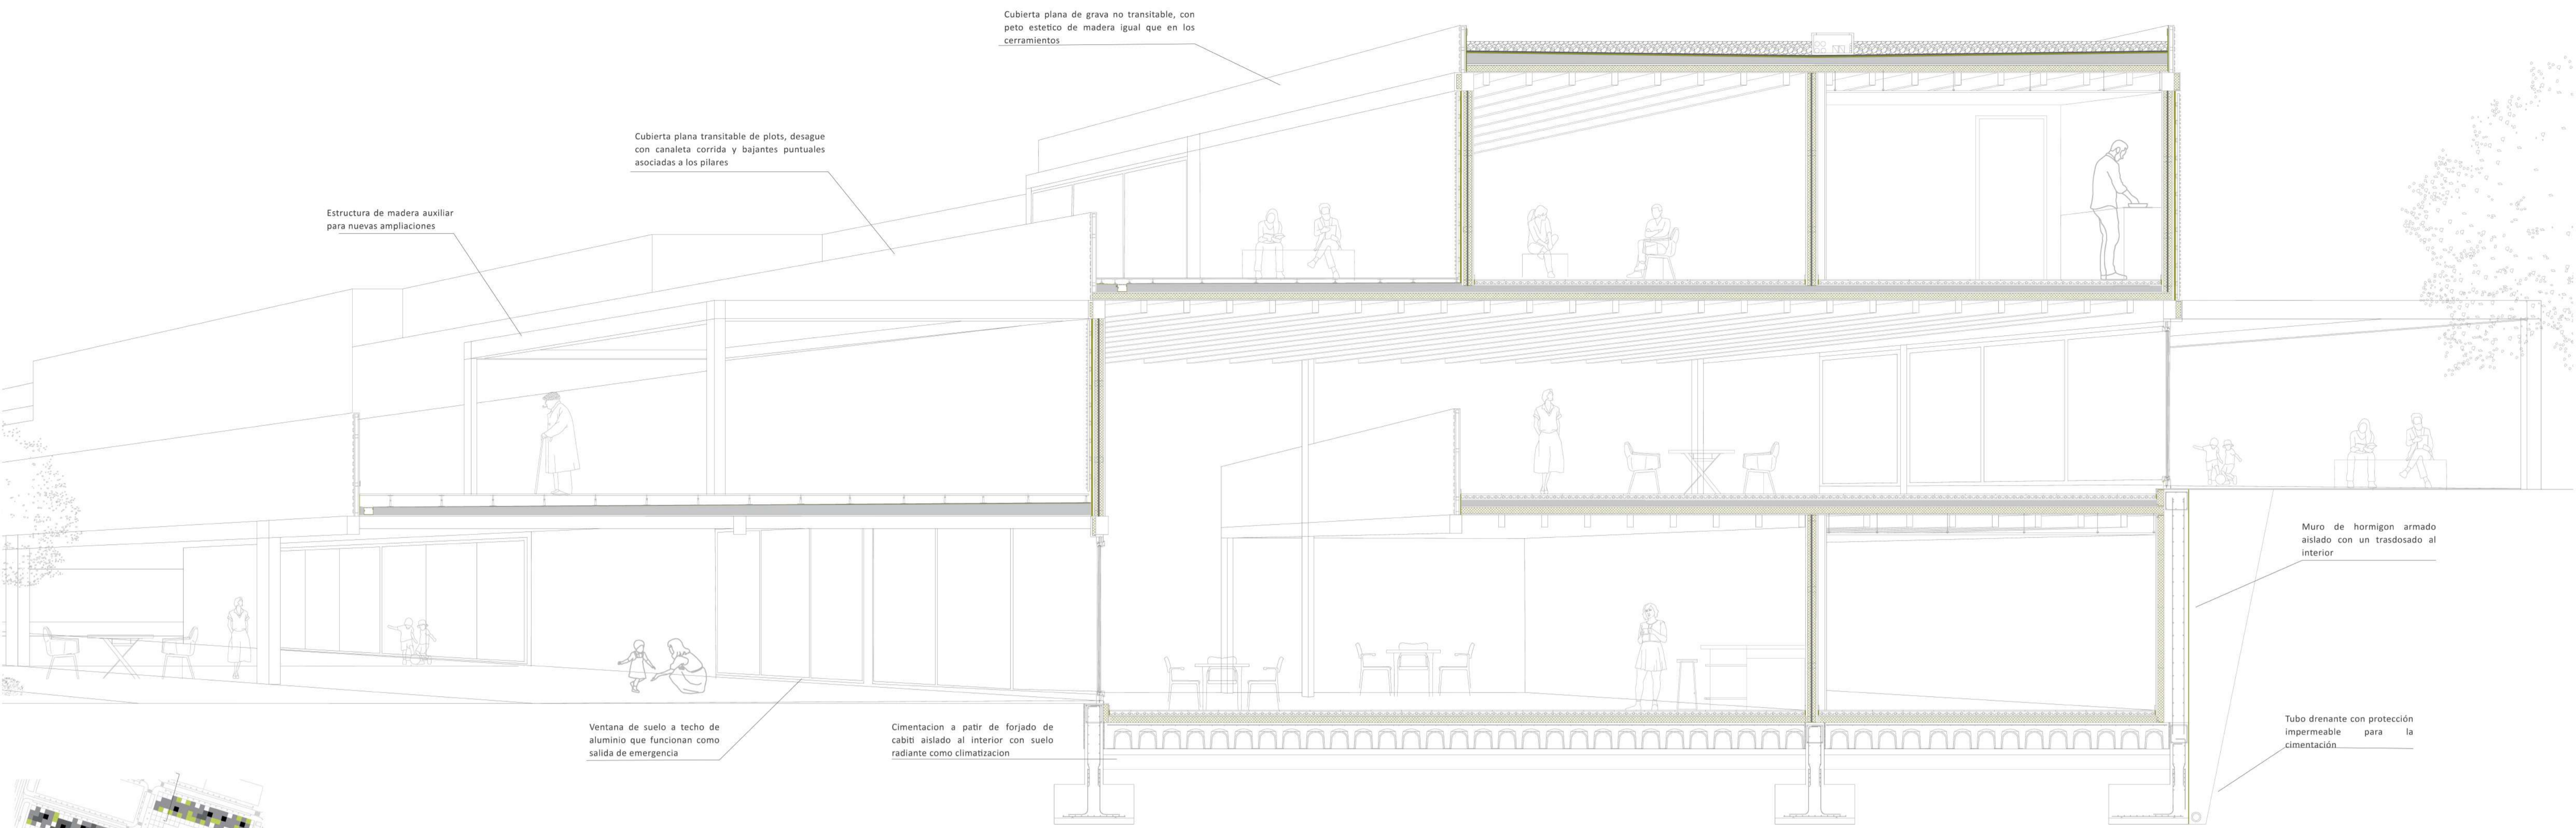 Cubierta plana de grava no transitable, con
peto estetico de madera igual que en los
cerramientos
Cubierta plana transitable de plots, desague
con canaleta corrida y bajantes puntuales
asociadas a los pilares
Estructura de madera auxiliar
para nuevas ampliaciones
Muro de hormigon armado
aislado con un trasdosado al
interior
Ventana de suelo a techo de
aluminio que funcionan como
salida de emergencia
Cimentacion a patir de forjado de
cabiti aislado al interior con suelo
radiante como climatizacion
Tubo drenante con protección
impermeable para la
cimentación